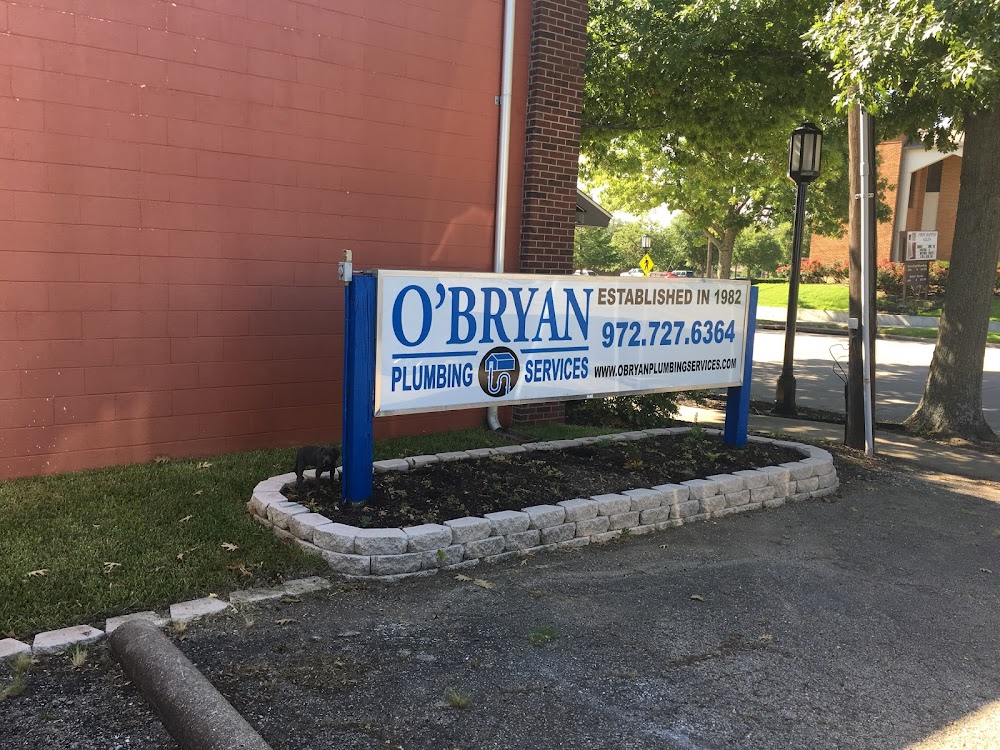 O'BRYAN
PLUMBING SERVICES
ESTABLISHED IN 1982
972.727.6364
WWW.OBRYANPLUMBINGSERVICES.COM